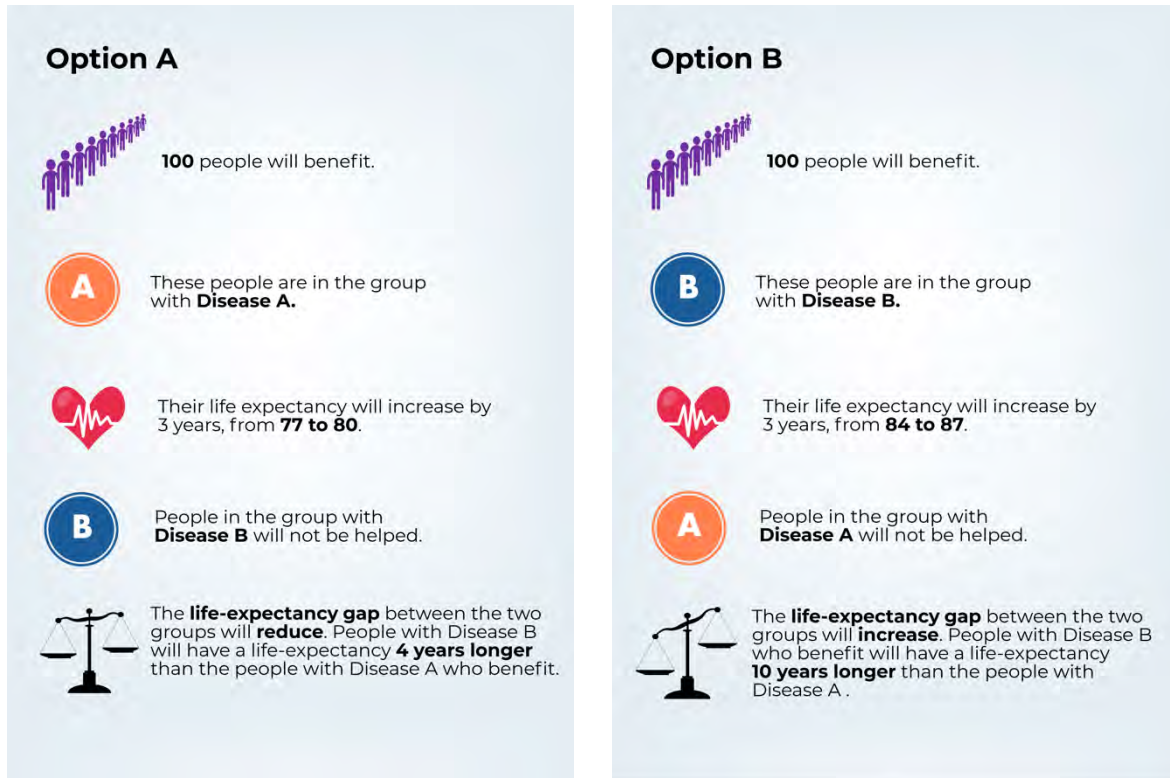 Option A
100 people will benefit.
A
These people are in the group
with Disease A.
Their life expectancy will increase by
3 years, from 77 to 80.
B
People in the group with
Disease B will not be helped.
The life-expectancy gap between the two
groups will reduce. People with Disease B
will have a life-expectancy 4 years longer
than the people with Disease A who benefit.
Option B
100 people will benefit.
B
These people are in the group
with Disease B.
Their life expectancy will increase by
3 years, from 84 to 87.
A
People in the group with
Disease A will not be helped.
The life-expectancy gap between the two
groups will increase. People with Disease B
who benefit will have a life-expectancy
10 years longer than the people with
Disease A .